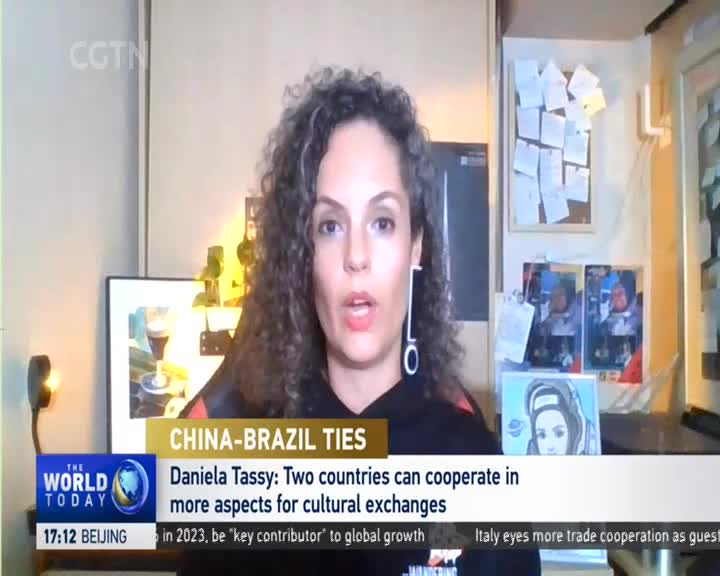 CGTN
CHINA-BRAZIL TIES
Daniela Tassy: Two countries can cooperate in
more aspects for cultural exchanges
THE
WORLD
TODAY
17:12 BEIJING
in 2023, be "key contributor" to global growth
Italy eyes more trade cooperation as guest
WANDERING